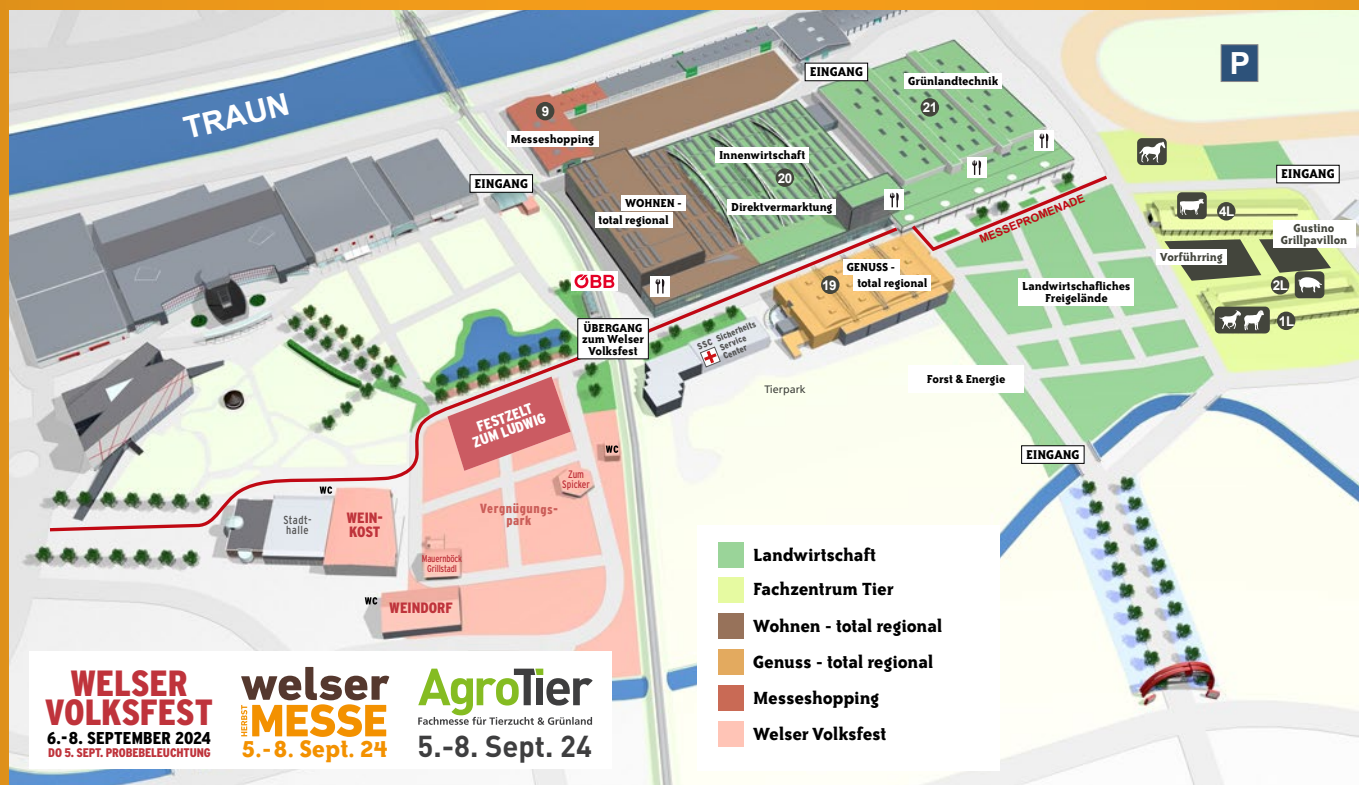 TRAUN
P
EINGANG
Grünlandtechnik
21
9
Messeshopping
Innenwirtschaft
20
Direktvermarktung
EINGANG
WOHNEN -
total regional
EINGANG
4L
Gustino
Grillpavillon
Vorführring
2L
1L
MESSEPROMENADE
GENUSS -
total regional
19
Landwirtschafliches
Freigelände
ÖBB
ÜBERGANG
zum Welser
Volksfest
SSC Sicherheits
Service
Center
Tierpark
Forst & Energie
EINGANG
FESTZELT
ZUM LUDWIG
WC
Zum
Spicker
Vergnügungs-
park
WC
Stadt-
halle
WEIN-
KOST
Mauernböck
Grillstadl
WC
WEINDORF
Landwirtschaft
Fachzentrum Tier
Wohnen - total regional
Genuss - total regional
Messeshopping
Welser Volksfest
WELSER
VOLKSFEST
6.-8. SEPTEMBER 2024
DO 5. SEPT. PROBEBELEUCHTUNG
welser
HERBST
MESSE
5.-8. Sept. 24
AgroTier
Fachmesse für Tierzucht & Grünland
5.-8. Sept. 24